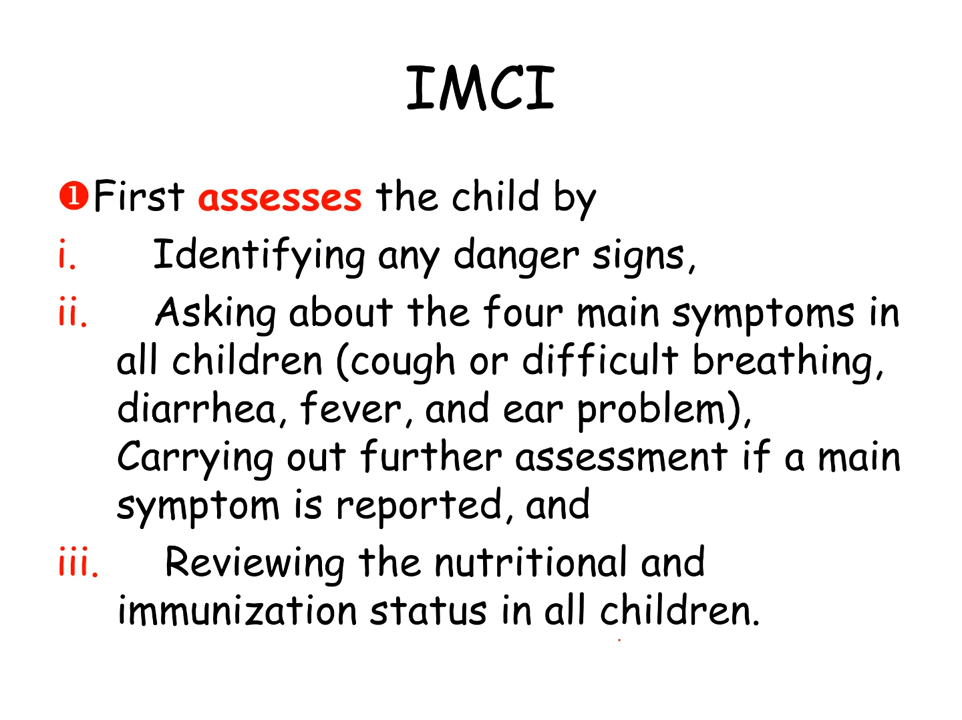 IMCI
❶First assesses the child by
i. Identifying any danger signs,
ii. Asking about the four main symptoms in
all children (cough or difficult breathing,
diarrhea, fever, and ear problem),
Carrying out further assessment if a main
symptom is reported, and
iii. Reviewing the nutritional and
immunization status in all children.